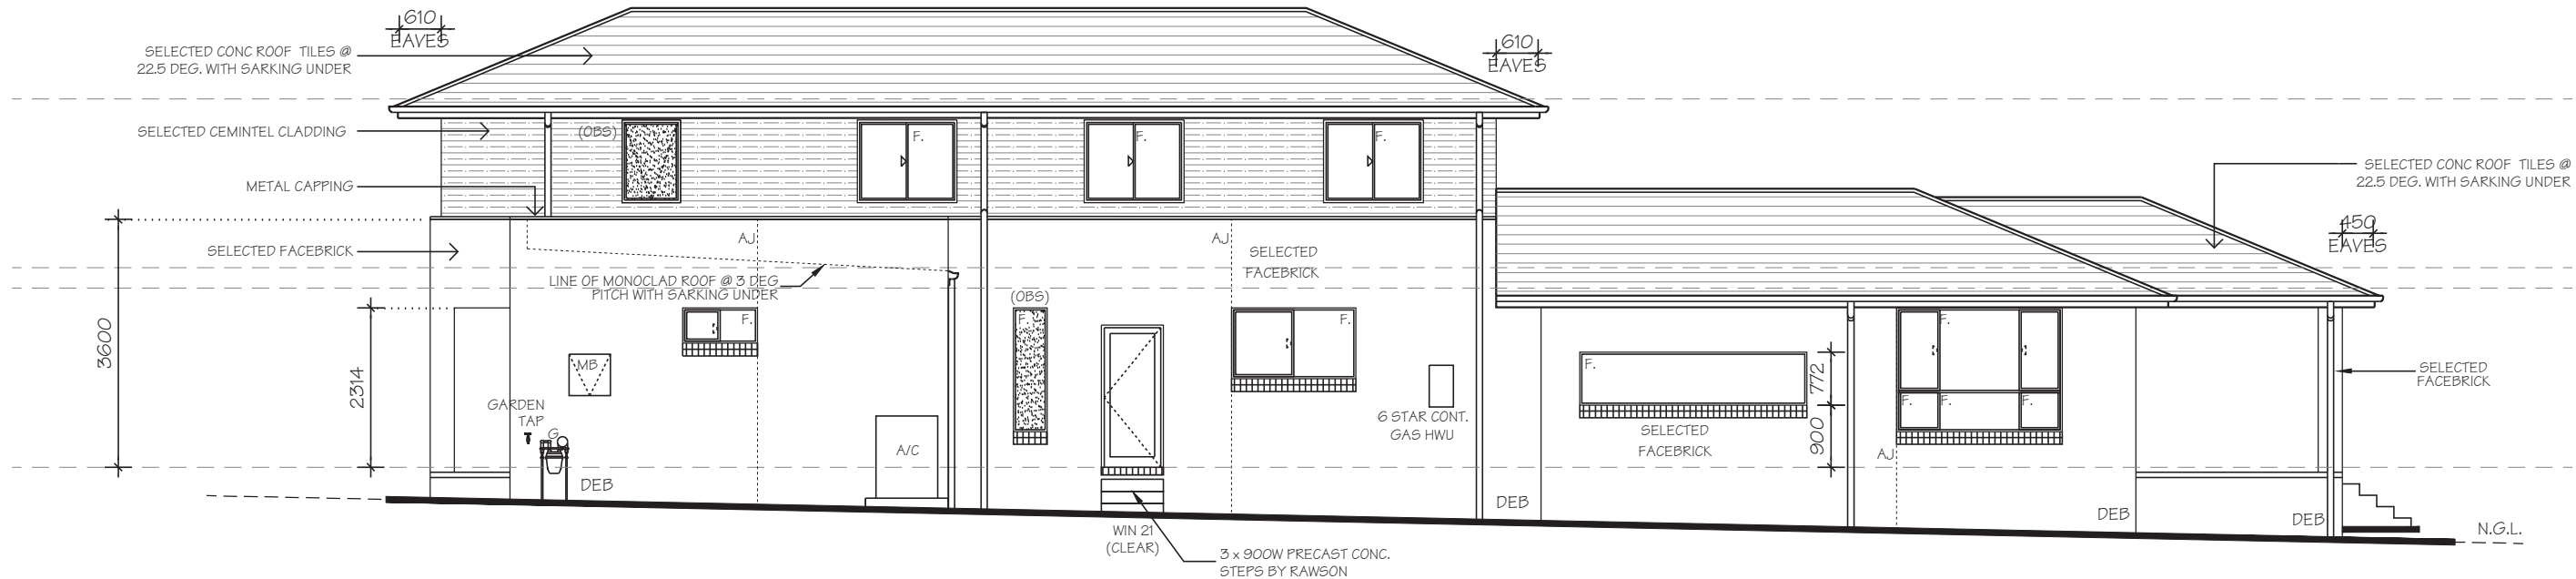 610
EAVES
SELECTED CONC ROOF TILES @
22.5 DEG. WITH SARKING UNDER
610
EAVES
SELECTED CEMINTEL CLADDING
(OBS)
F.
F.
F.
METAL CAPPING
SELECTED CONC ROOF TILES @
22.5 DEG. WITH SARKING UNDER
450
EAVES
SELECTED FACEBRICK
AJ
AJ
SELECTED
FACEBRICK
LINE OF MONOCLAD ROOF @ 3 DEG
PITCH WITH SARKING UNDER
(OBS)
3600
2314
F.
F.
F.
F.
F.
MB
772
900
SELECTED
FACEBRICK
GARDEN
TAP
G
A/C
6 STAR CONT.
GAS HWU
F.
F.
F.
SELECTED
FACEBRICK
AJ
DEB
DEB
DEB
DEB
WIN 21
(CLEAR)
3 x 900W PRECAST CONC.
STEPS BY RAWSON
N.G.L.